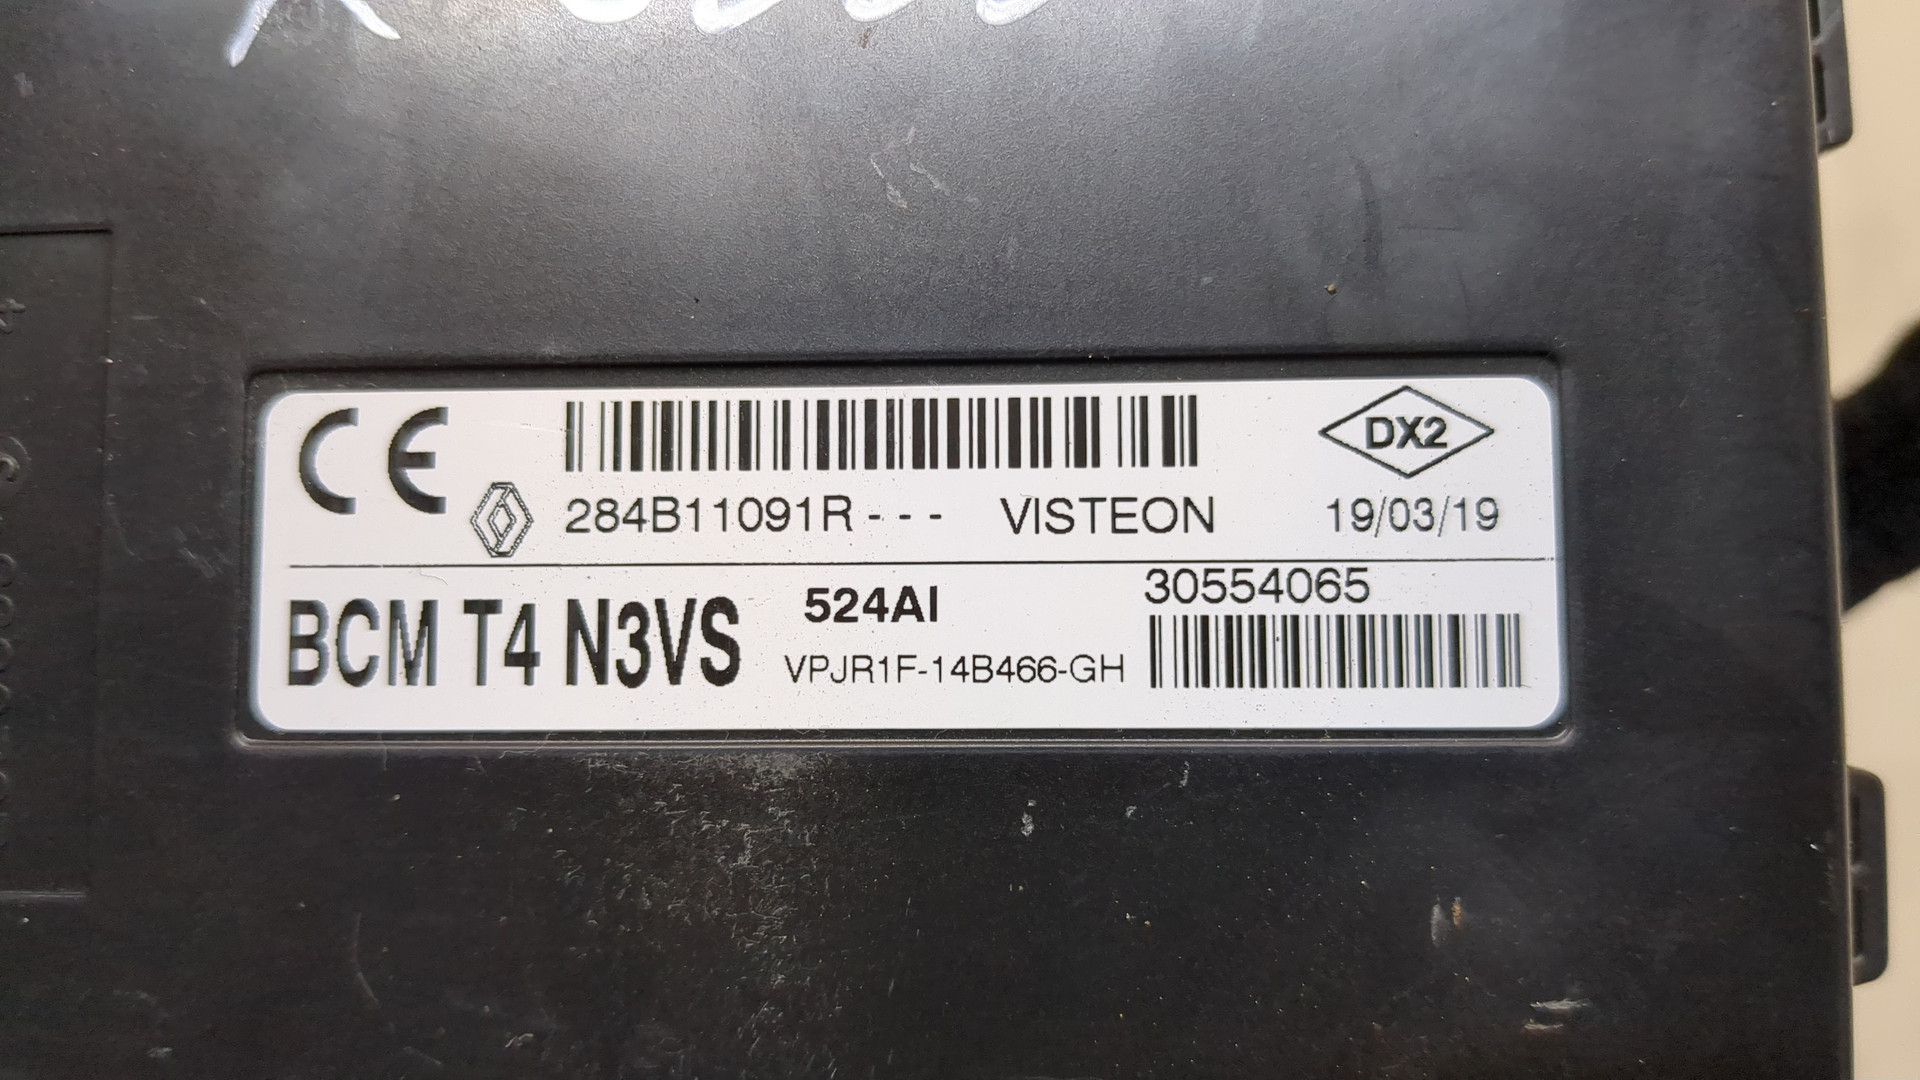 CE
DX2
284B11091R - - - VISTEON 19/03/19
BCM T4 N3VS 524AI 30554065
VPJR1F-14B466-GH